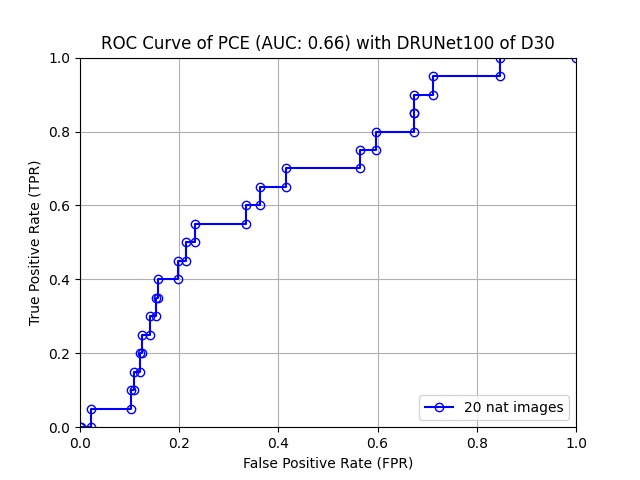 ROC Curve of PCE (AUC: 0.66) with DRUNet100 of D30
True Positive Rate (TPR)
1.0
0.8
0.6
0.4
0.2
0.0
20 nat images
0.0 0.2 0.4 0.6 0.8 1.0
False Positive Rate (FPR)